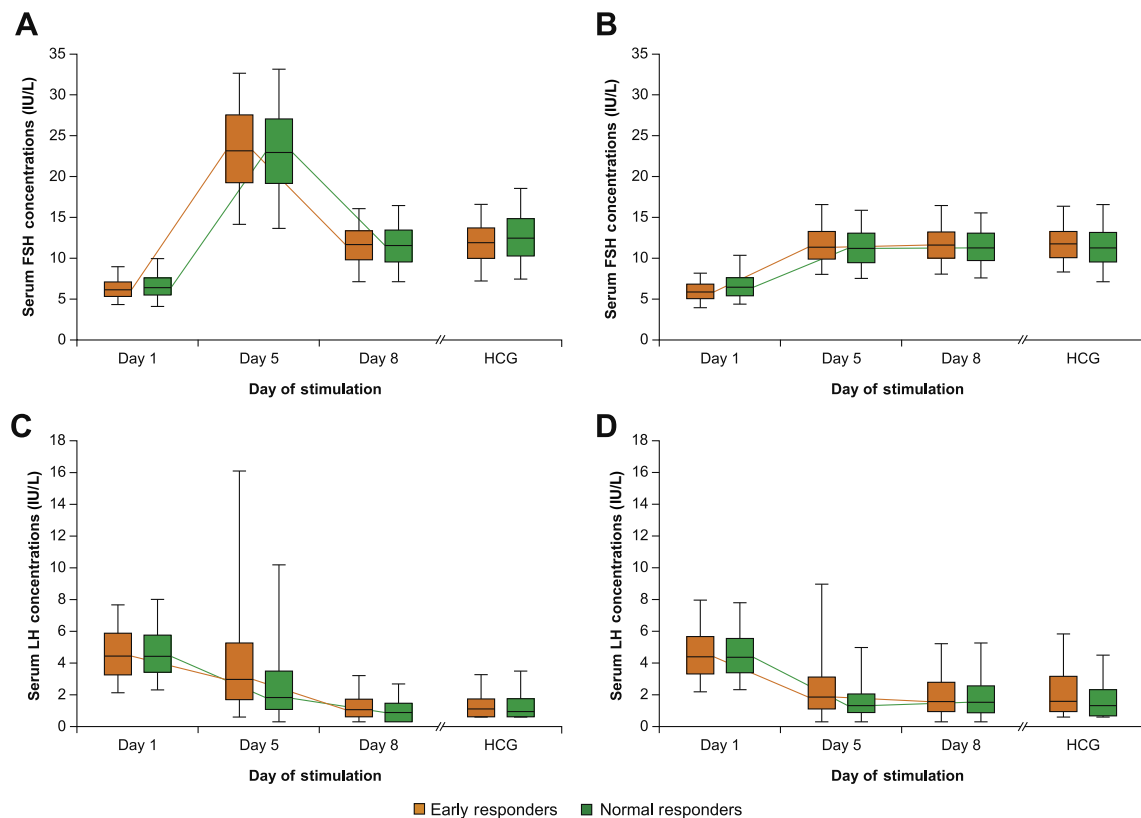 A
Serum FSH concentrations (IU/L)
35
30
25
20
15
10
5
0
Day 1
Day 5
Day 8
HCG
Day of stimulation
B
Serum FSH concentrations (IU/L)
35
30
25
20
15
10
5
0
Day 1
Day 5
Day 8
HCG
Day of stimulation
C
Serum LH concentrations (IU/L)
18
16
14
12
10
8
6
4
2
0
Day 1
Day 5
Day 8
HCG
Day of stimulation
D
Serum LH concentrations (IU/L)
18
16
14
12
10
8
6
4
2
0
Day 1
Day 5
Day 8
HCG
Day of stimulation
Early responders
Normal responders